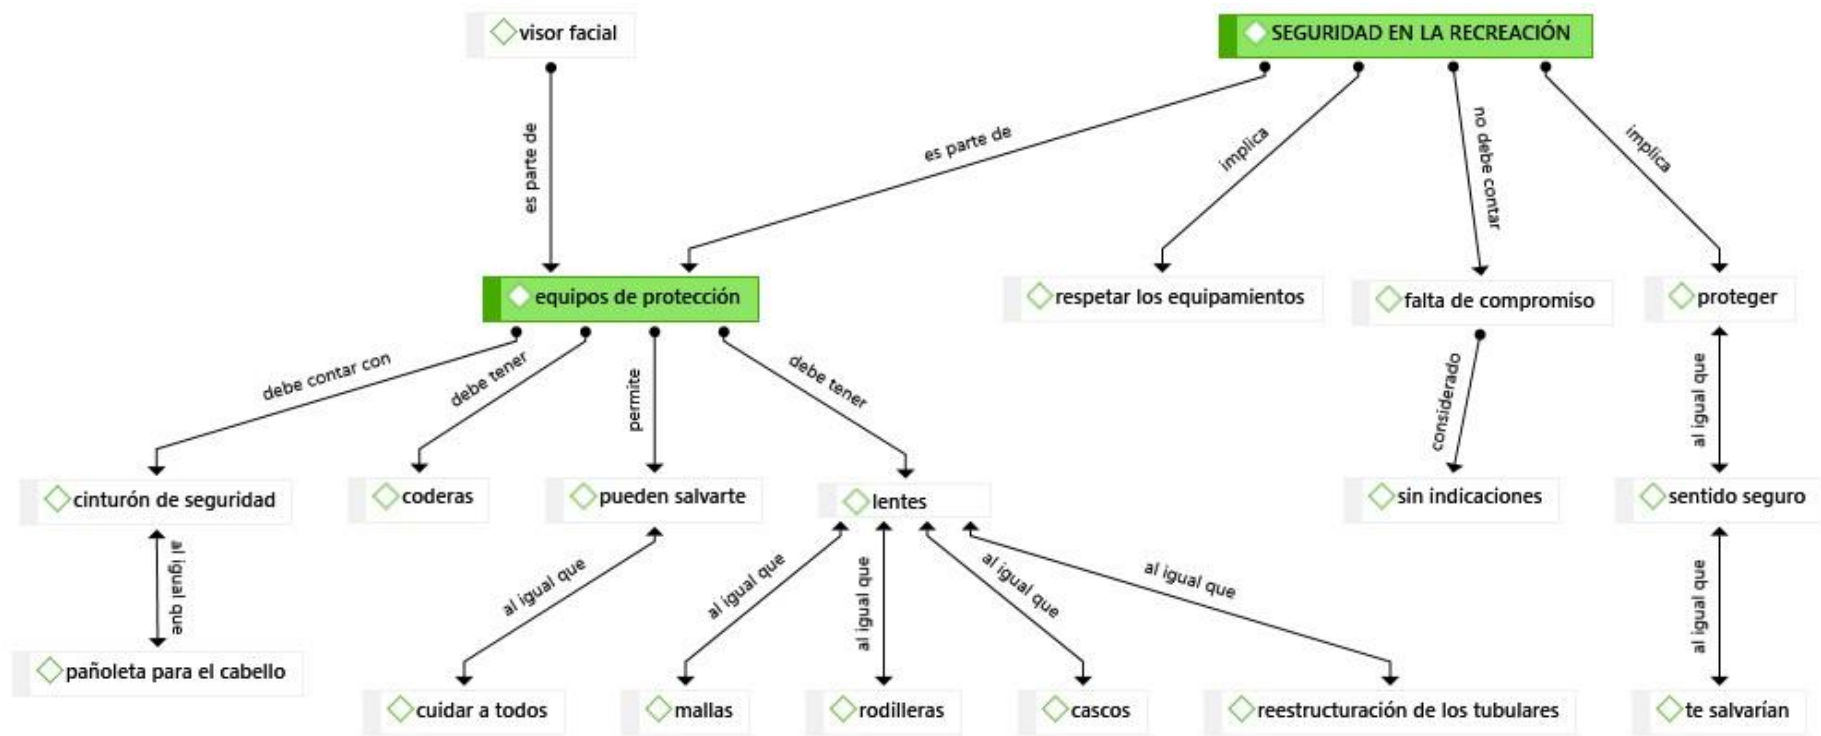 visor facial
SEGURIDAD EN LA RECREACIÓN
es parte de
es parte de
implica
no debe contar
implica
equipos de protección
respetar los equipamientos
falta de compromiso
proteger
debe contar con
debe tener
permite
debe tener
considerado
al igual que
cinturón de seguridad
coderas
pueden salvarte
lentes
sin indicaciones
sentido seguro
al igual que
al igual que
al igual que
al igual que
al igual que
al igual que
al igual que
pañoleta para el cabello
cuidar a todos
mallas
rodilleras
cascos
reestructuración de los tubulares
te salvarían